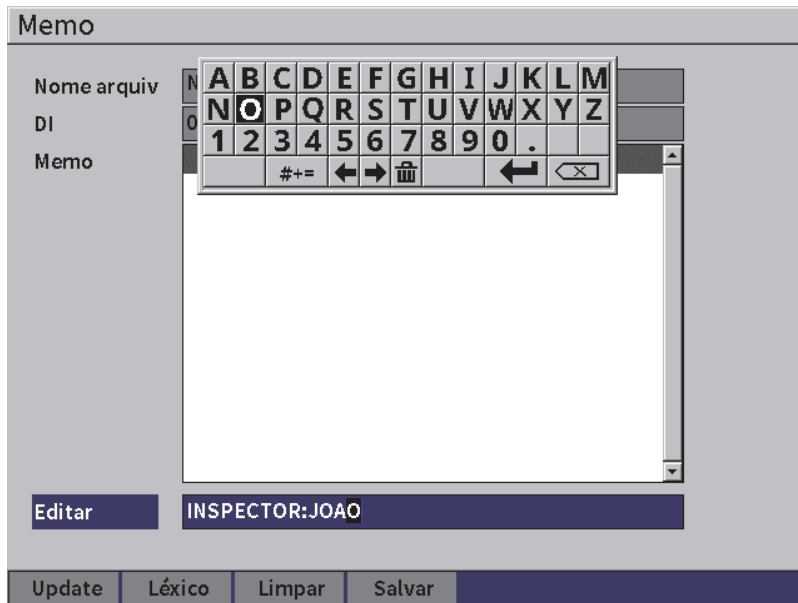 Memo
Nome arquiv N
A B C D E F G H I J K L M
DI 0
N O P Q R S T U V W X Y Z
1 2 3 4 5 6 7 8 9 0 .
Memo
#+=
Editar INSPECTOR:JOAO
Update Léxico Limpar Salvar